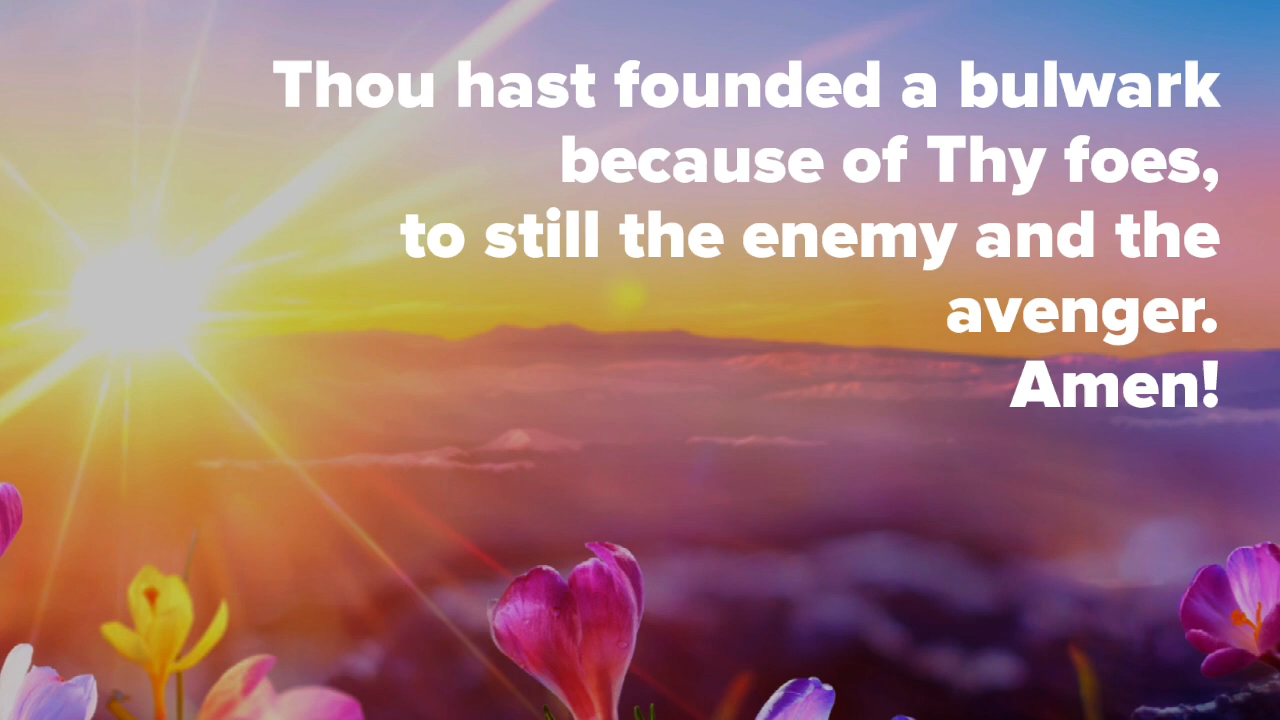 Thou hast founded a bulwark
because of Thy foes,
to still the enemy and the
avenger.
Amen!